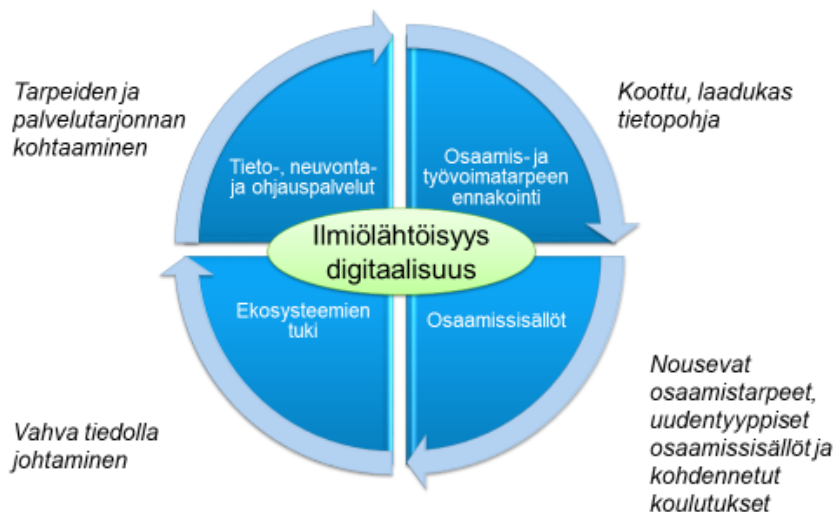 Tarpeiden ja
palvelutarjonnan
kohtaaminen
Koottu, laadukas
tietopohja
Tieto-, neuvonta-
ja ohjauspalvelut
Osaamis- ja
työvoimatarpeen
ennakointi
Ilmiölähtöisyys
digitaalisuus
Ekosysteemien
tuki
Osaamissisällöt
Vahva tiedolla
johtaminen
Nousevat
osaamistarpeet,
uudentyyppiset
osaamissisällöt ja
kohdennetut
koulutukset